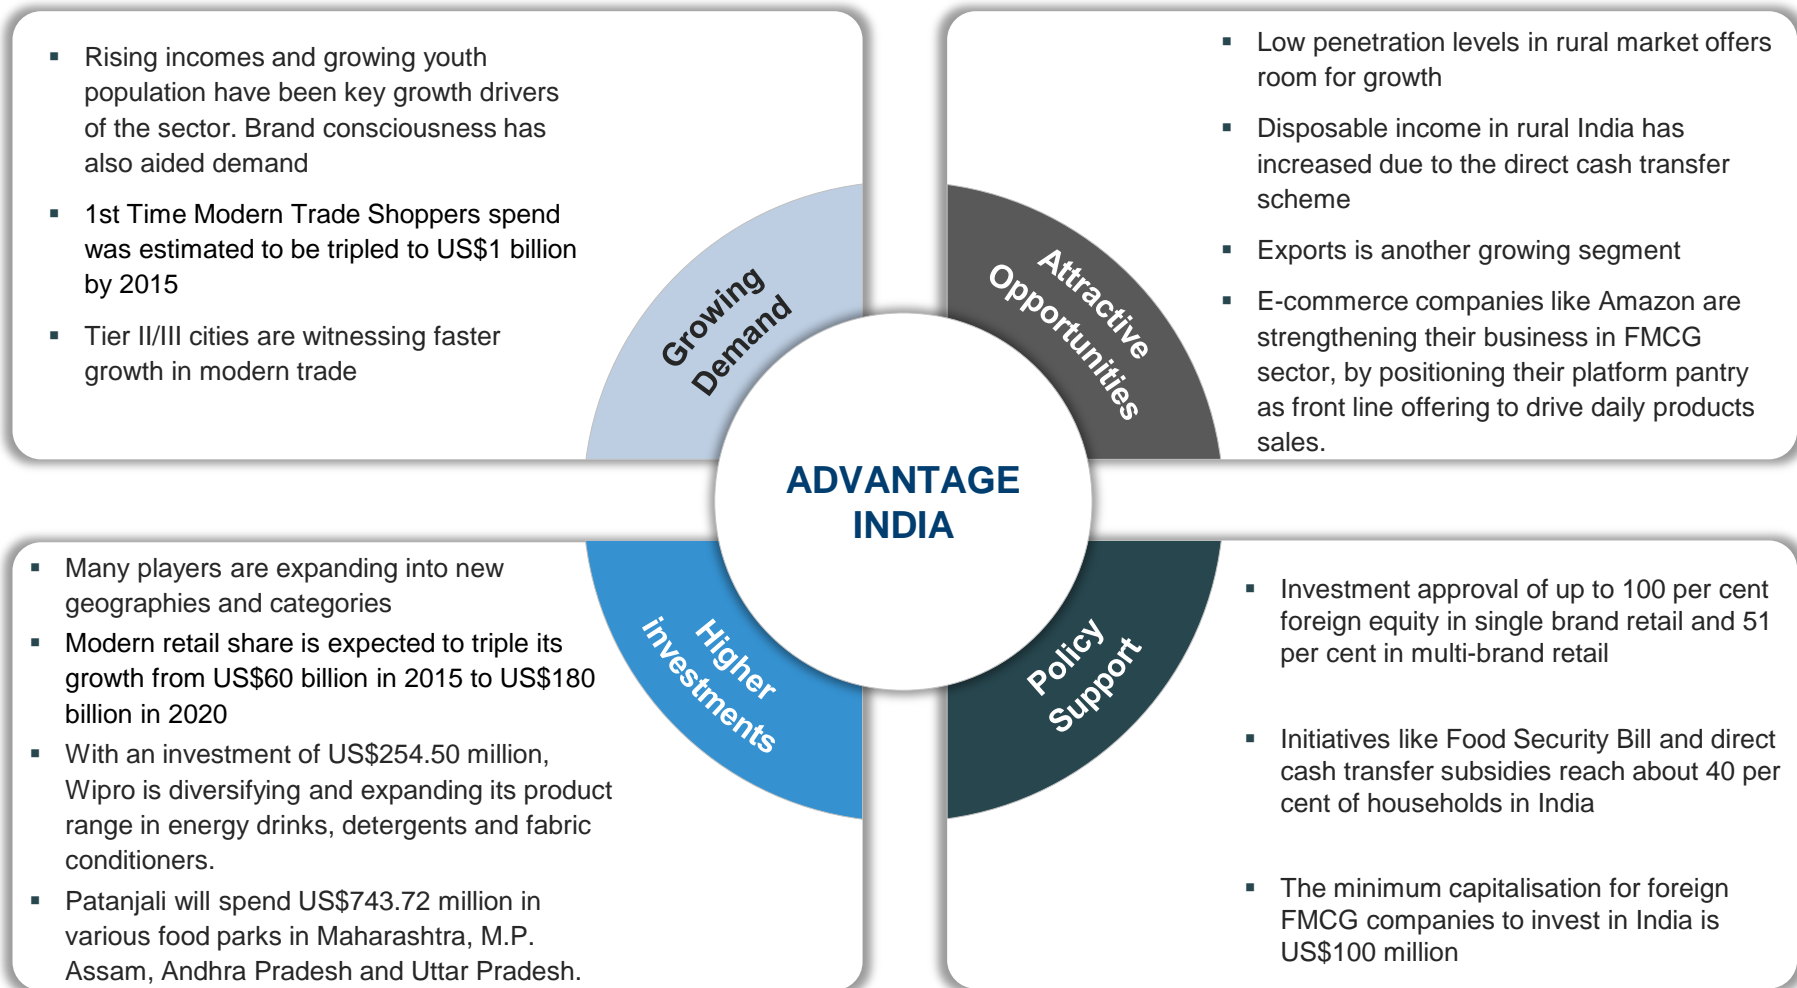 ▪ Rising incomes and growing youth
population have been key growth drivers
of the sector. Brand consciousness has
also aided demand
▪ 1st Time Modern Trade Shoppers spend
was estimated to be tripled to US$1 billion
by 2015
▪ Tier II/III cities are witnessing faster
growth in modern trade
Growing
Demand
▪ Low penetration levels in rural market offers
room for growth
▪ Disposable income in rural India has
increased due to the direct cash transfer
scheme
▪ Exports is another growing segment
▪ E-commerce companies like Amazon are
strengthening their business in FMCG
sector, by positioning their platform pantry
as front line offering to drive daily products
sales.
Attractive
Opportunities
ADVANTAGE
INDIA
▪ Many players are expanding into new
geographies and categories
▪ Modern retail share is expected to triple its
growth from US$60 billion in 2015 to US$180
billion in 2020
▪ With an investment of US$254.50 million,
Wipro is diversifying and expanding its product
range in energy drinks, detergents and fabric
conditioners.
▪ Patanjali will spend US$743.72 million in
various food parks in Maharashtra, M.P.
Assam, Andhra Pradesh and Uttar Pradesh.
Higher
investments
Policy
Support
▪ Investment approval of up to 100 per cent
foreign equity in single brand retail and 51
per cent in multi-brand retail
▪ Initiatives like Food Security Bill and direct
cash transfer subsidies reach about 40 per
cent of households in India
▪ The minimum capitalisation for foreign
FMCG companies to invest in India is
US$100 million